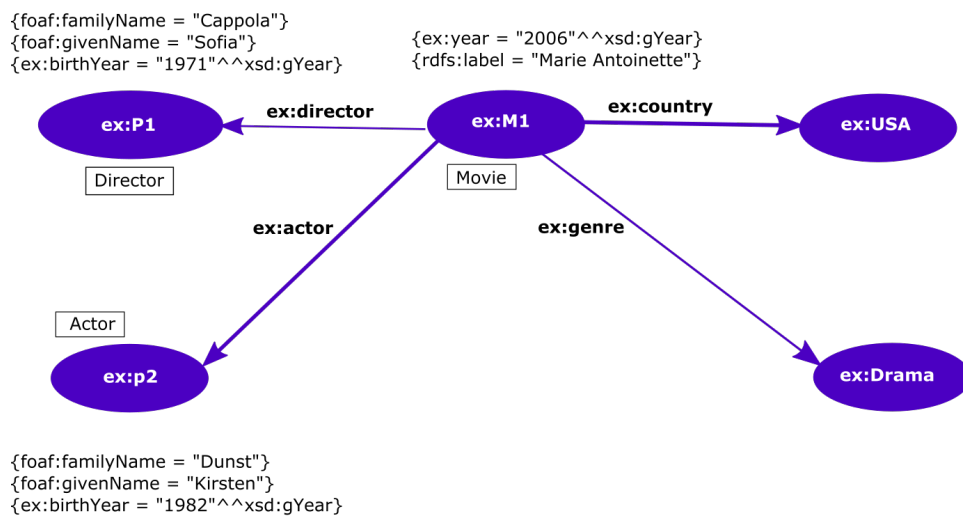 {foaf:familyName = "Cappola"}
{foaf:givenName = "Sofia"}
{ex:birthYear = "1971"^^xsd:gYear}
{ex:year = "2006"^^xsd:gYear}
{rdfs:label = "Marie Antoinette"}
ex:P1
ex:director
ex:M1
ex:country
ex:USA
Director
Movie
ex:actor
ex:genre
Actor
ex:p2
ex:Drama
{foaf:familyName = "Dunst"}
{foaf:givenName = "Kirsten"}
{ex:birthYear = "1982"^^xsd:gYear}